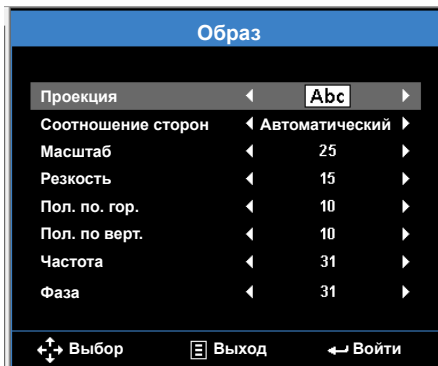 Образ
Проекция Abc
Соотношение сторон Автоматический
Масштаб 25
Резкость 15
Пол. по. гор. 10
Пол. по верт. 10
Частота 31
Фаза 31
Выбор Выход Войти